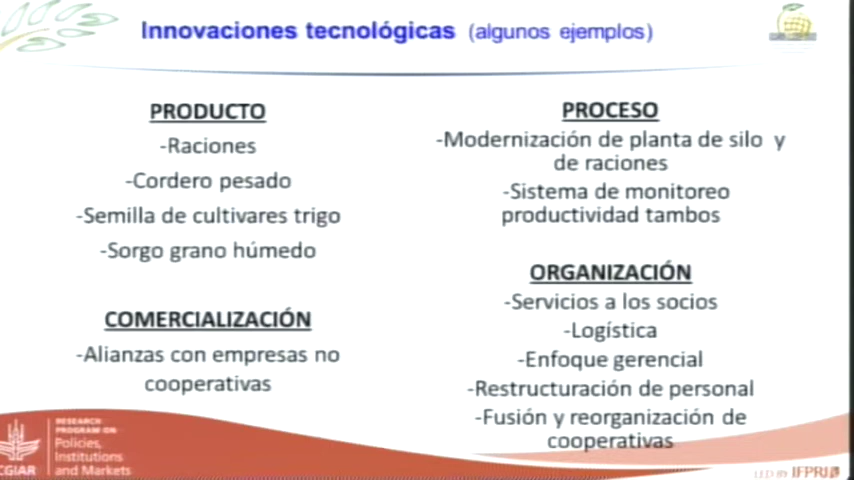 Innovaciones tecnológicas (algunos ejemplos)
PRODUCTO
-Raciones
-Cordero pesado
-Semilla de cultivares trigo
-Sorgo grano húmedo
COMERCIALIZACIÓN
-Alianzas con empresas no
cooperativas
PROCESO
-Modernización de planta de silo y
de raciones
-Sistema de monitoreo
productividad tambos
ORGANIZACIÓN
-Servicios a los socios
-Logística
-Enfoque gerencial
-Restructuración de personal
-Fusión y reorganización de
cooperativas
CGIAR
RESEARCH
PROGRAM ON
Policies,
Institutions
and Markets
LED BY IFPRI